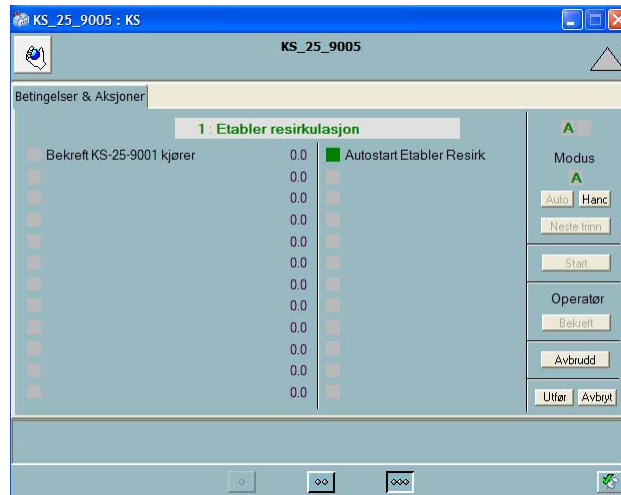 KS_25_9005 : KS
KS_25_9005
Betingelser & Aksjoner
1 : Etabler resirkulasjon
A
Bekreft KS-25-9001 kjører 0.0 Autostart Etabler Resirk
Modus
0.0
A
0.0
Auto Hanc
0.0
Neste trinn
0.0
0.0
Start
0.0
Operatør
0.0
Bekreft
0.0
0.0
Avbrudd
0.0
0.0
Utfør Avbryt